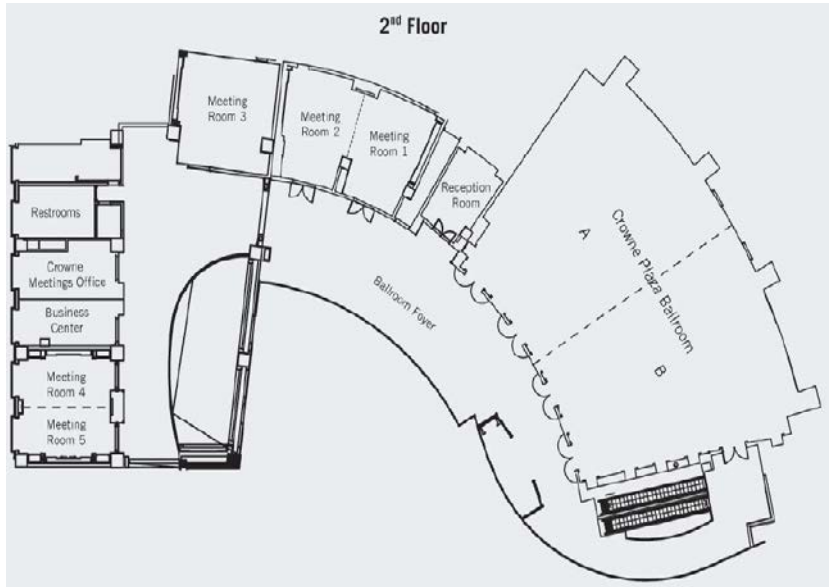 2nd Floor
Meeting
Room 3
Meeting
Room 2
Meeting
Room 1
Reception
Room
Restrooms
Crowne
Meetings Office
Business
Center
Meeting
Room 4
Meeting
Room 5
Ballroom Foyer
A
Crowne Plaza Ballroom
B